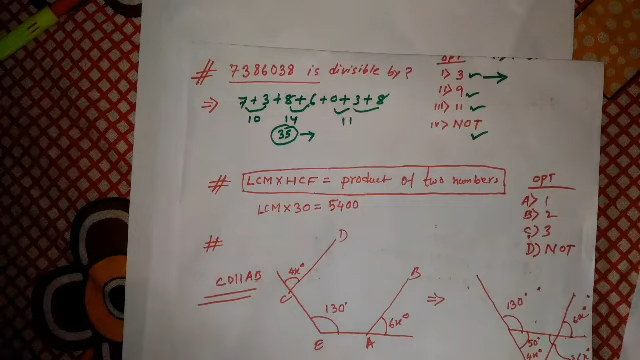 # 7386038 is divisible by?
OPT
I> 3
II> 9
III> 11
IV> NOT
⇒ 7+3+8+6+0+3+8
10 14 11
35 →
# LCM×HCF = product of two numbers
LCM×30 = 5400
OPT
A> 1
B> 2
C> 3
D> NOT
#
CD||AB
D
4x°
C
130°
E
B
6x°
A
⇒
130°
50°
4x°
6x°